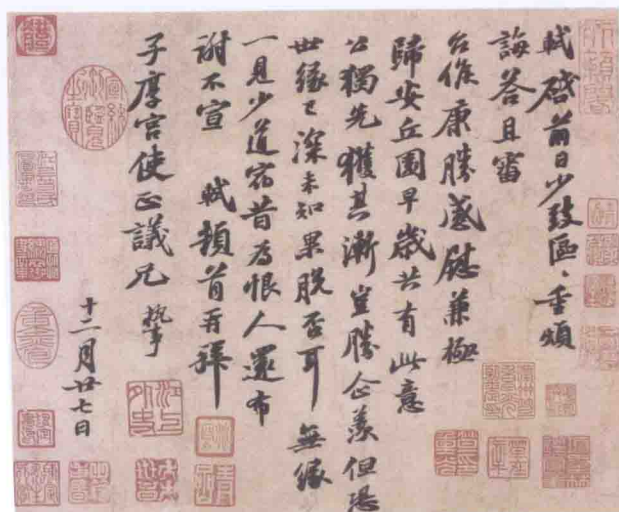 軾啓前日少致區〻重煩
誨荅且審
台候康勝感慰兼極
歸安丘園早歲共有此意
公獨先獲其漸豈勝企羨但恐
世緣已深未知果脫否耳無緣
一見少道宿昔爲恨人還布
謝不宣 軾頓首再拜
子厚宮使正議兄 執事
十二月廿七日